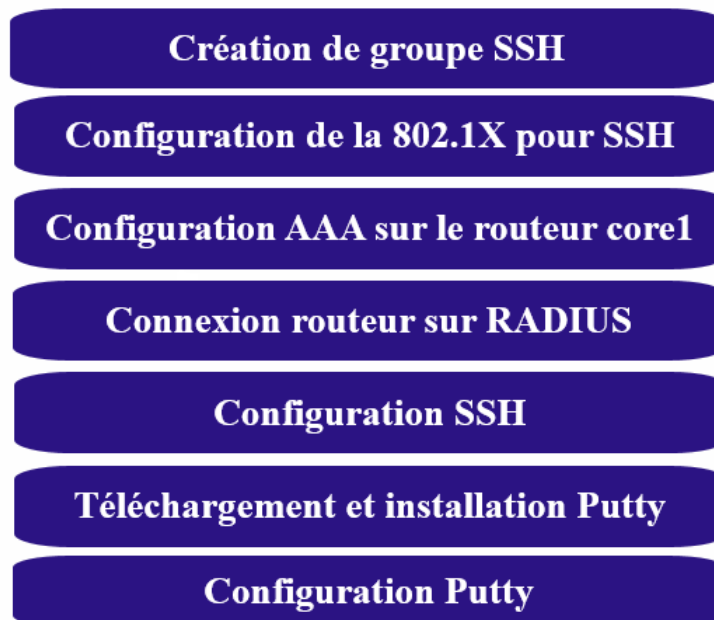 Création de groupe SSH
Configuration de la 802.1X pour SSH
Configuration AAA sur le routeur core1
Connexion routeur sur RADIUS
Configuration SSH
Téléchargement et installation Putty
Configuration Putty